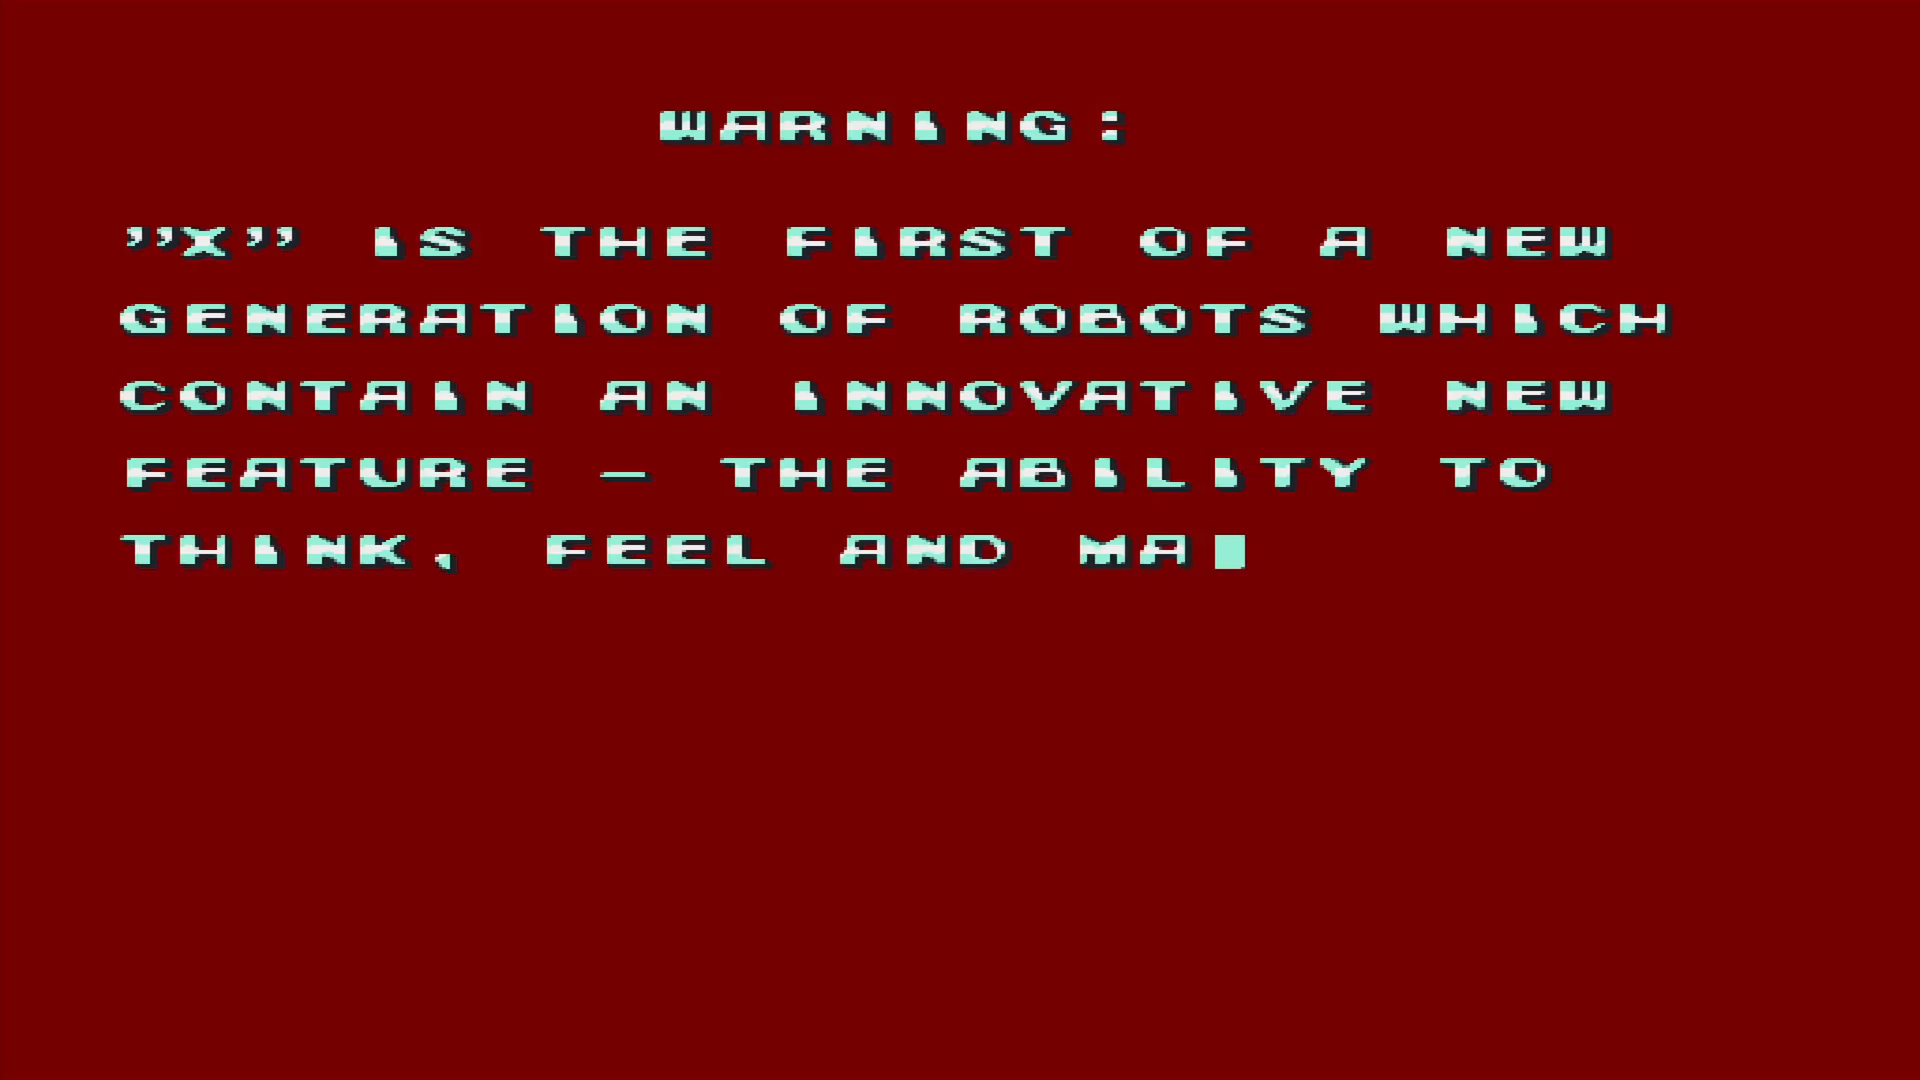 WARNING:
"X" IS THE FIRST OF A NEW
GENERATION OF ROBOTS WHICH
CONTAIN AN INNOVATIVE NEW
FEATURE – THE ABILITY TO
THINK, FEEL AND MA